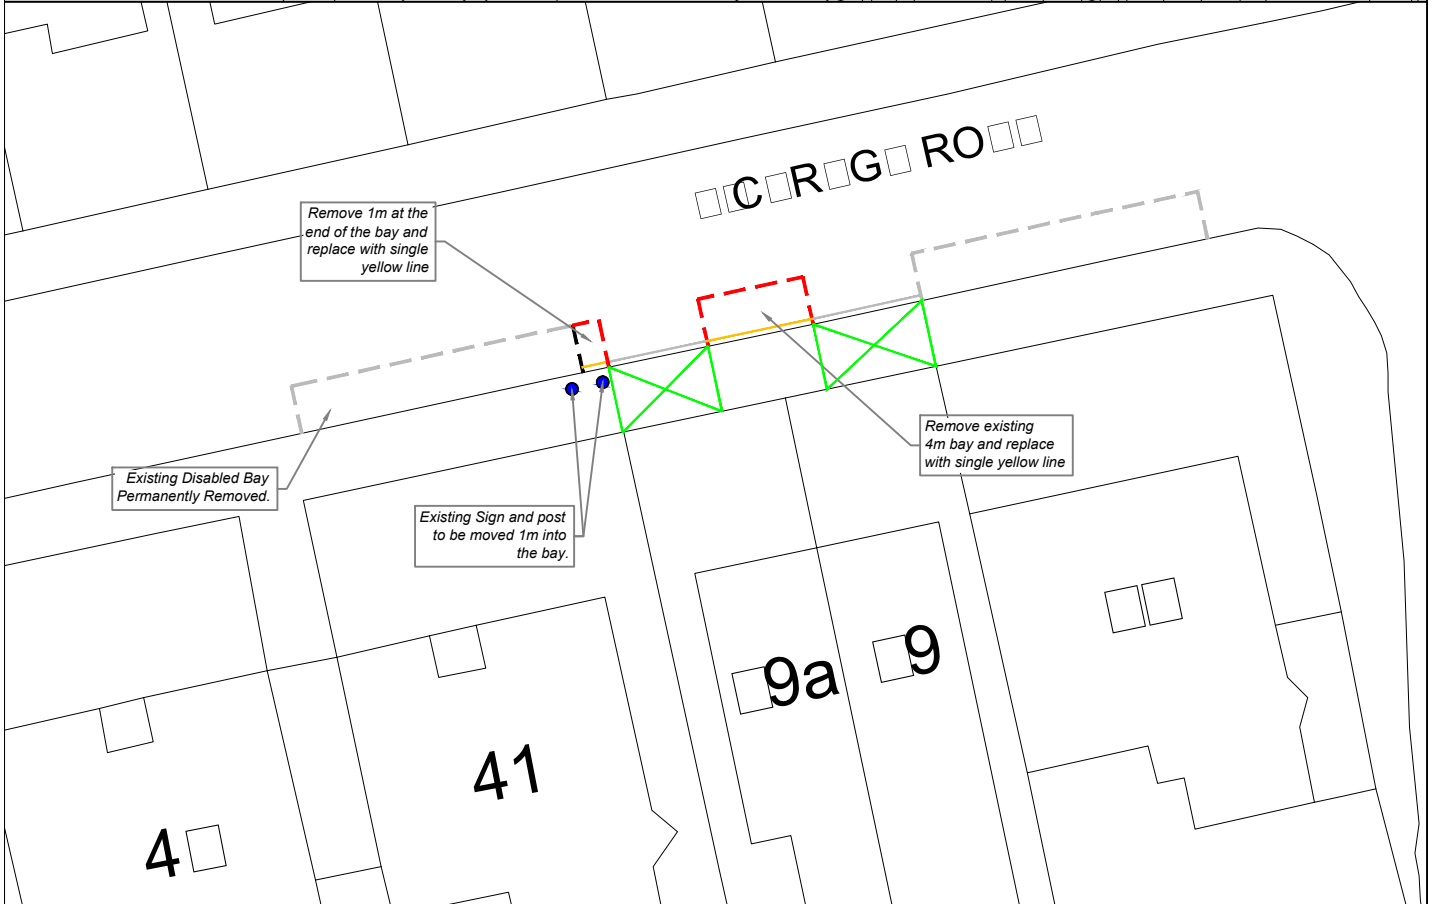 Remove 1m at the
end of the bay and
replace with single
yellow line
Existing Disabled Bay
Permanently Removed.
Existing Sign and post
to be moved 1m into
the bay.
Remove existing
4m bay and replace
with single yellow line
41
9a
9
4